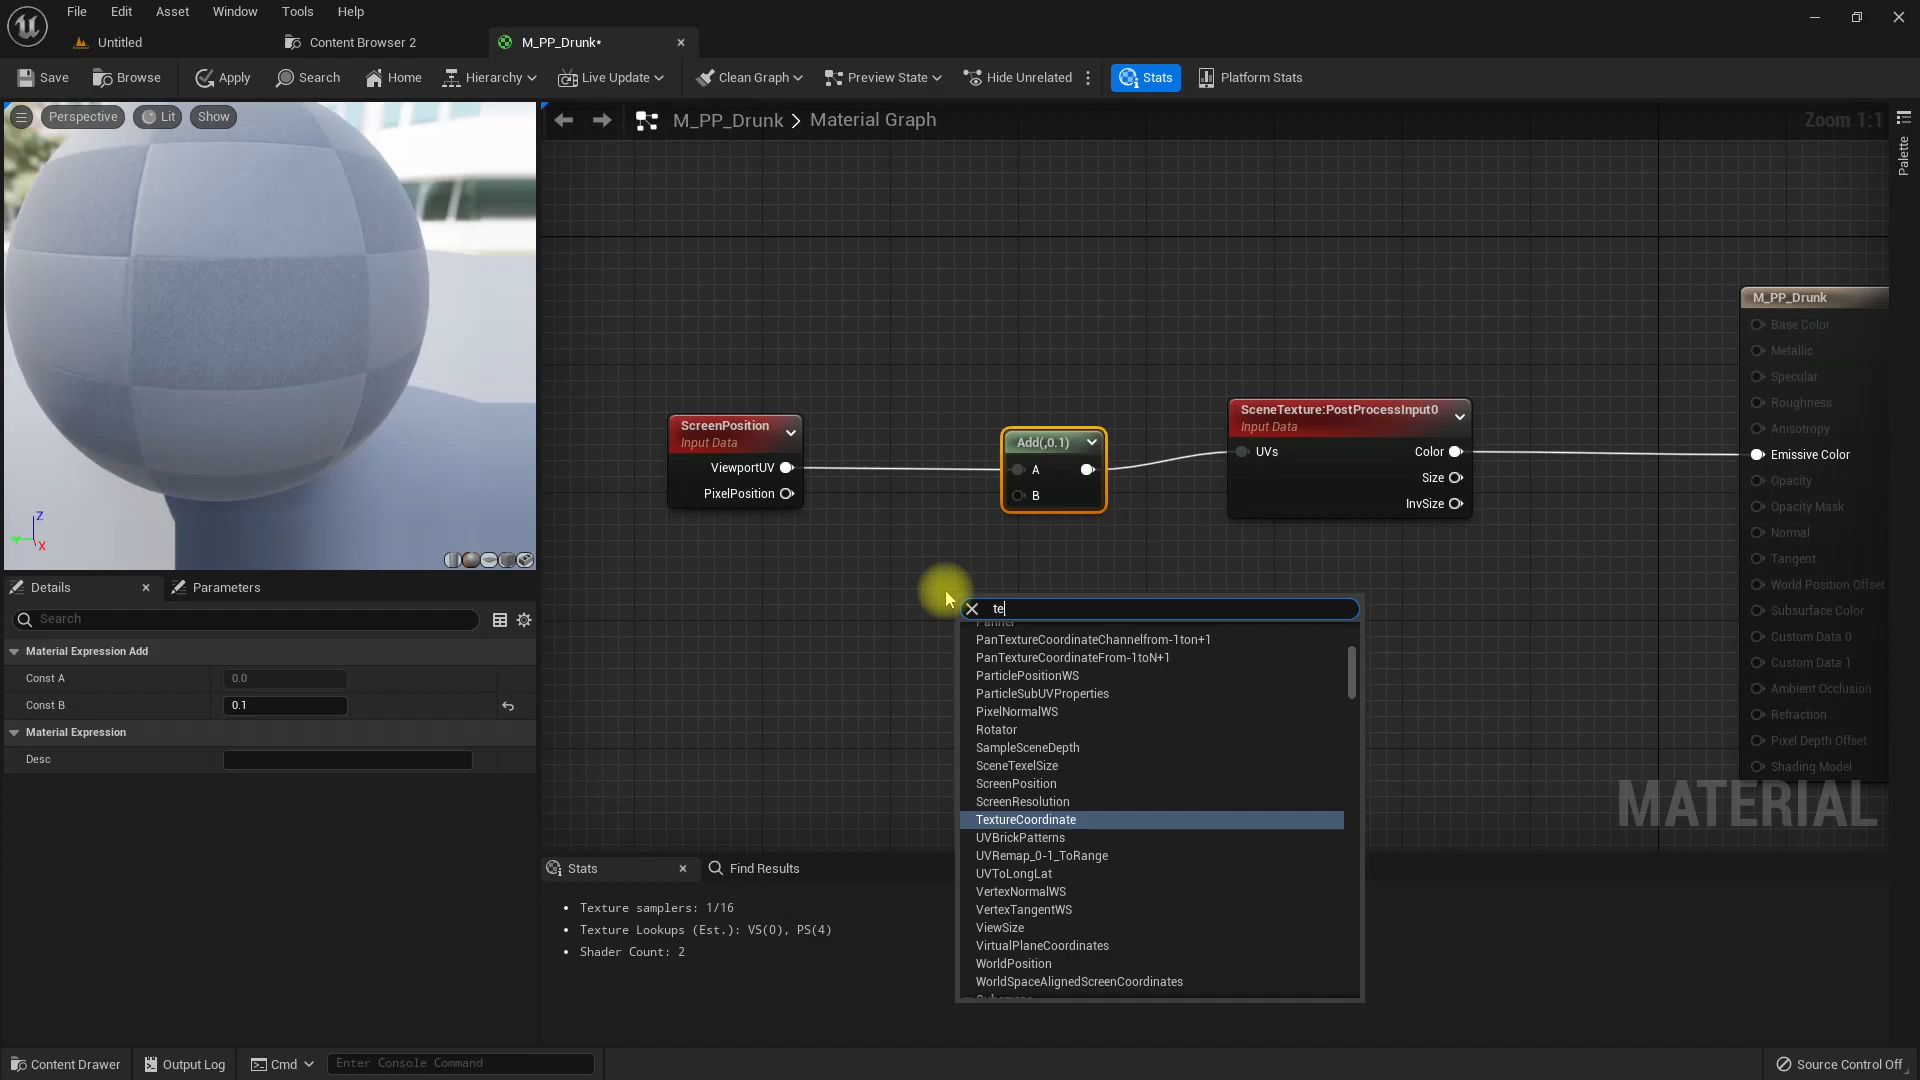 File Edit Asset Window Tools Help
Untitled Content Browser 2 M_PP_Drunk*
Save Browse Apply Search Home Hierarchy Live Update Clean Graph Preview State Hide Unrelated Stats Platform Stats
Perspective Lit Show
M_PP_Drunk > Material Graph
Zoom 1:1
Palette
M_PP_Drunk
Base Color
Metallic
Specular
Roughness
Anisotropy
Emissive Color
Opacity
Opacity Mask
Normal
Tangent
World Position Offset
Subsurface Color
Custom Data 0
Custom Data 1
Ambient Occlusion
Refraction
Pixel Depth Offset
Shading Model
MATERIAL
ScreenPosition
Input Data
ViewportUV
PixelPosition
Add(,0.1)
A
B
SceneTexture:PostProcessInput0
Input Data
UVs Color
Size
InvSize
Z
Y
X
te
Panner
PanTextureCoordinateChannelfrom-1ton+1
PanTextureCoordinateFrom-1toN+1
ParticlePositionWS
ParticleSubUVProperties
PixelNormalWS
Rotator
SampleSceneDepth
SceneTexelSize
ScreenPosition
ScreenResolution
TextureCoordinate
UVBrickPatterns
UVRemap_0-1_ToRange
UVToLongLat
VertexNormalWS
VertexTangentWS
ViewSize
VirtualPlaneCoordinates
WorldPosition
WorldSpaceAlignedScreenCoordinates
Details Parameters
Search
Material Expression Add
Const A 0.0
Const B 0.1
Material Expression
Desc
Stats Find Results
• Texture samplers: 1/16
• Texture Lookups (Est.): VS(0), PS(4)
• Shader Count: 2
Content Drawer Output Log Cmd Enter Console Command Source Control Off